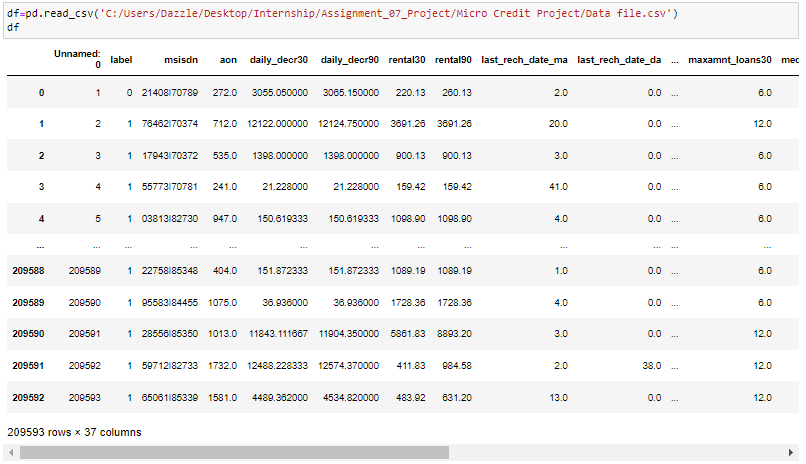 df=pd.read_csv('C:/Users/Dazzle/Desktop/Internship/Assignment_07_Project/Micro Credit Project/Data file.csv')
df
Unnamed: 0 label msisdn aon daily_decr30 daily_decr90 rental30 rental90 last_rech_date_ma last_rech_date_da ... maxamnt_loans30 med
0 1 0 21408I70789 272.0 3055.050000 3065.150000 220.13 260.13 2.0 0.0 ... 6.0
1 2 1 76462I70374 712.0 12122.000000 12124.750000 3691.26 3691.26 20.0 0.0 ... 12.0
2 3 1 17943I70372 535.0 1398.000000 1398.000000 900.13 900.13 3.0 0.0 ... 6.0
3 4 1 55773I70781 241.0 21.228000 21.228000 159.42 159.42 41.0 0.0 ... 6.0
4 5 1 03813I82730 947.0 150.619333 150.619333 1098.90 1098.90 4.0 0.0 ... 6.0
... ... ... ... ... ... ... ... ... ... ... ... ...
209588 209589 1 22758I85348 404.0 151.872333 151.872333 1089.19 1089.19 1.0 0.0 ... 6.0
209589 209590 1 95583I84455 1075.0 36.936000 36.936000 1728.36 1728.36 4.0 0.0 ... 6.0
209590 209591 1 28556I85350 1013.0 11843.111667 11904.350000 5861.83 8893.20 3.0 0.0 ... 12.0
209591 209592 1 59712I82733 1732.0 12488.228333 12574.370000 411.83 984.58 2.0 38.0 ... 12.0
209592 209593 1 65061I85339 1581.0 4489.362000 4534.820000 483.92 631.20 13.0 0.0 ... 12.0
209593 rows × 37 columns